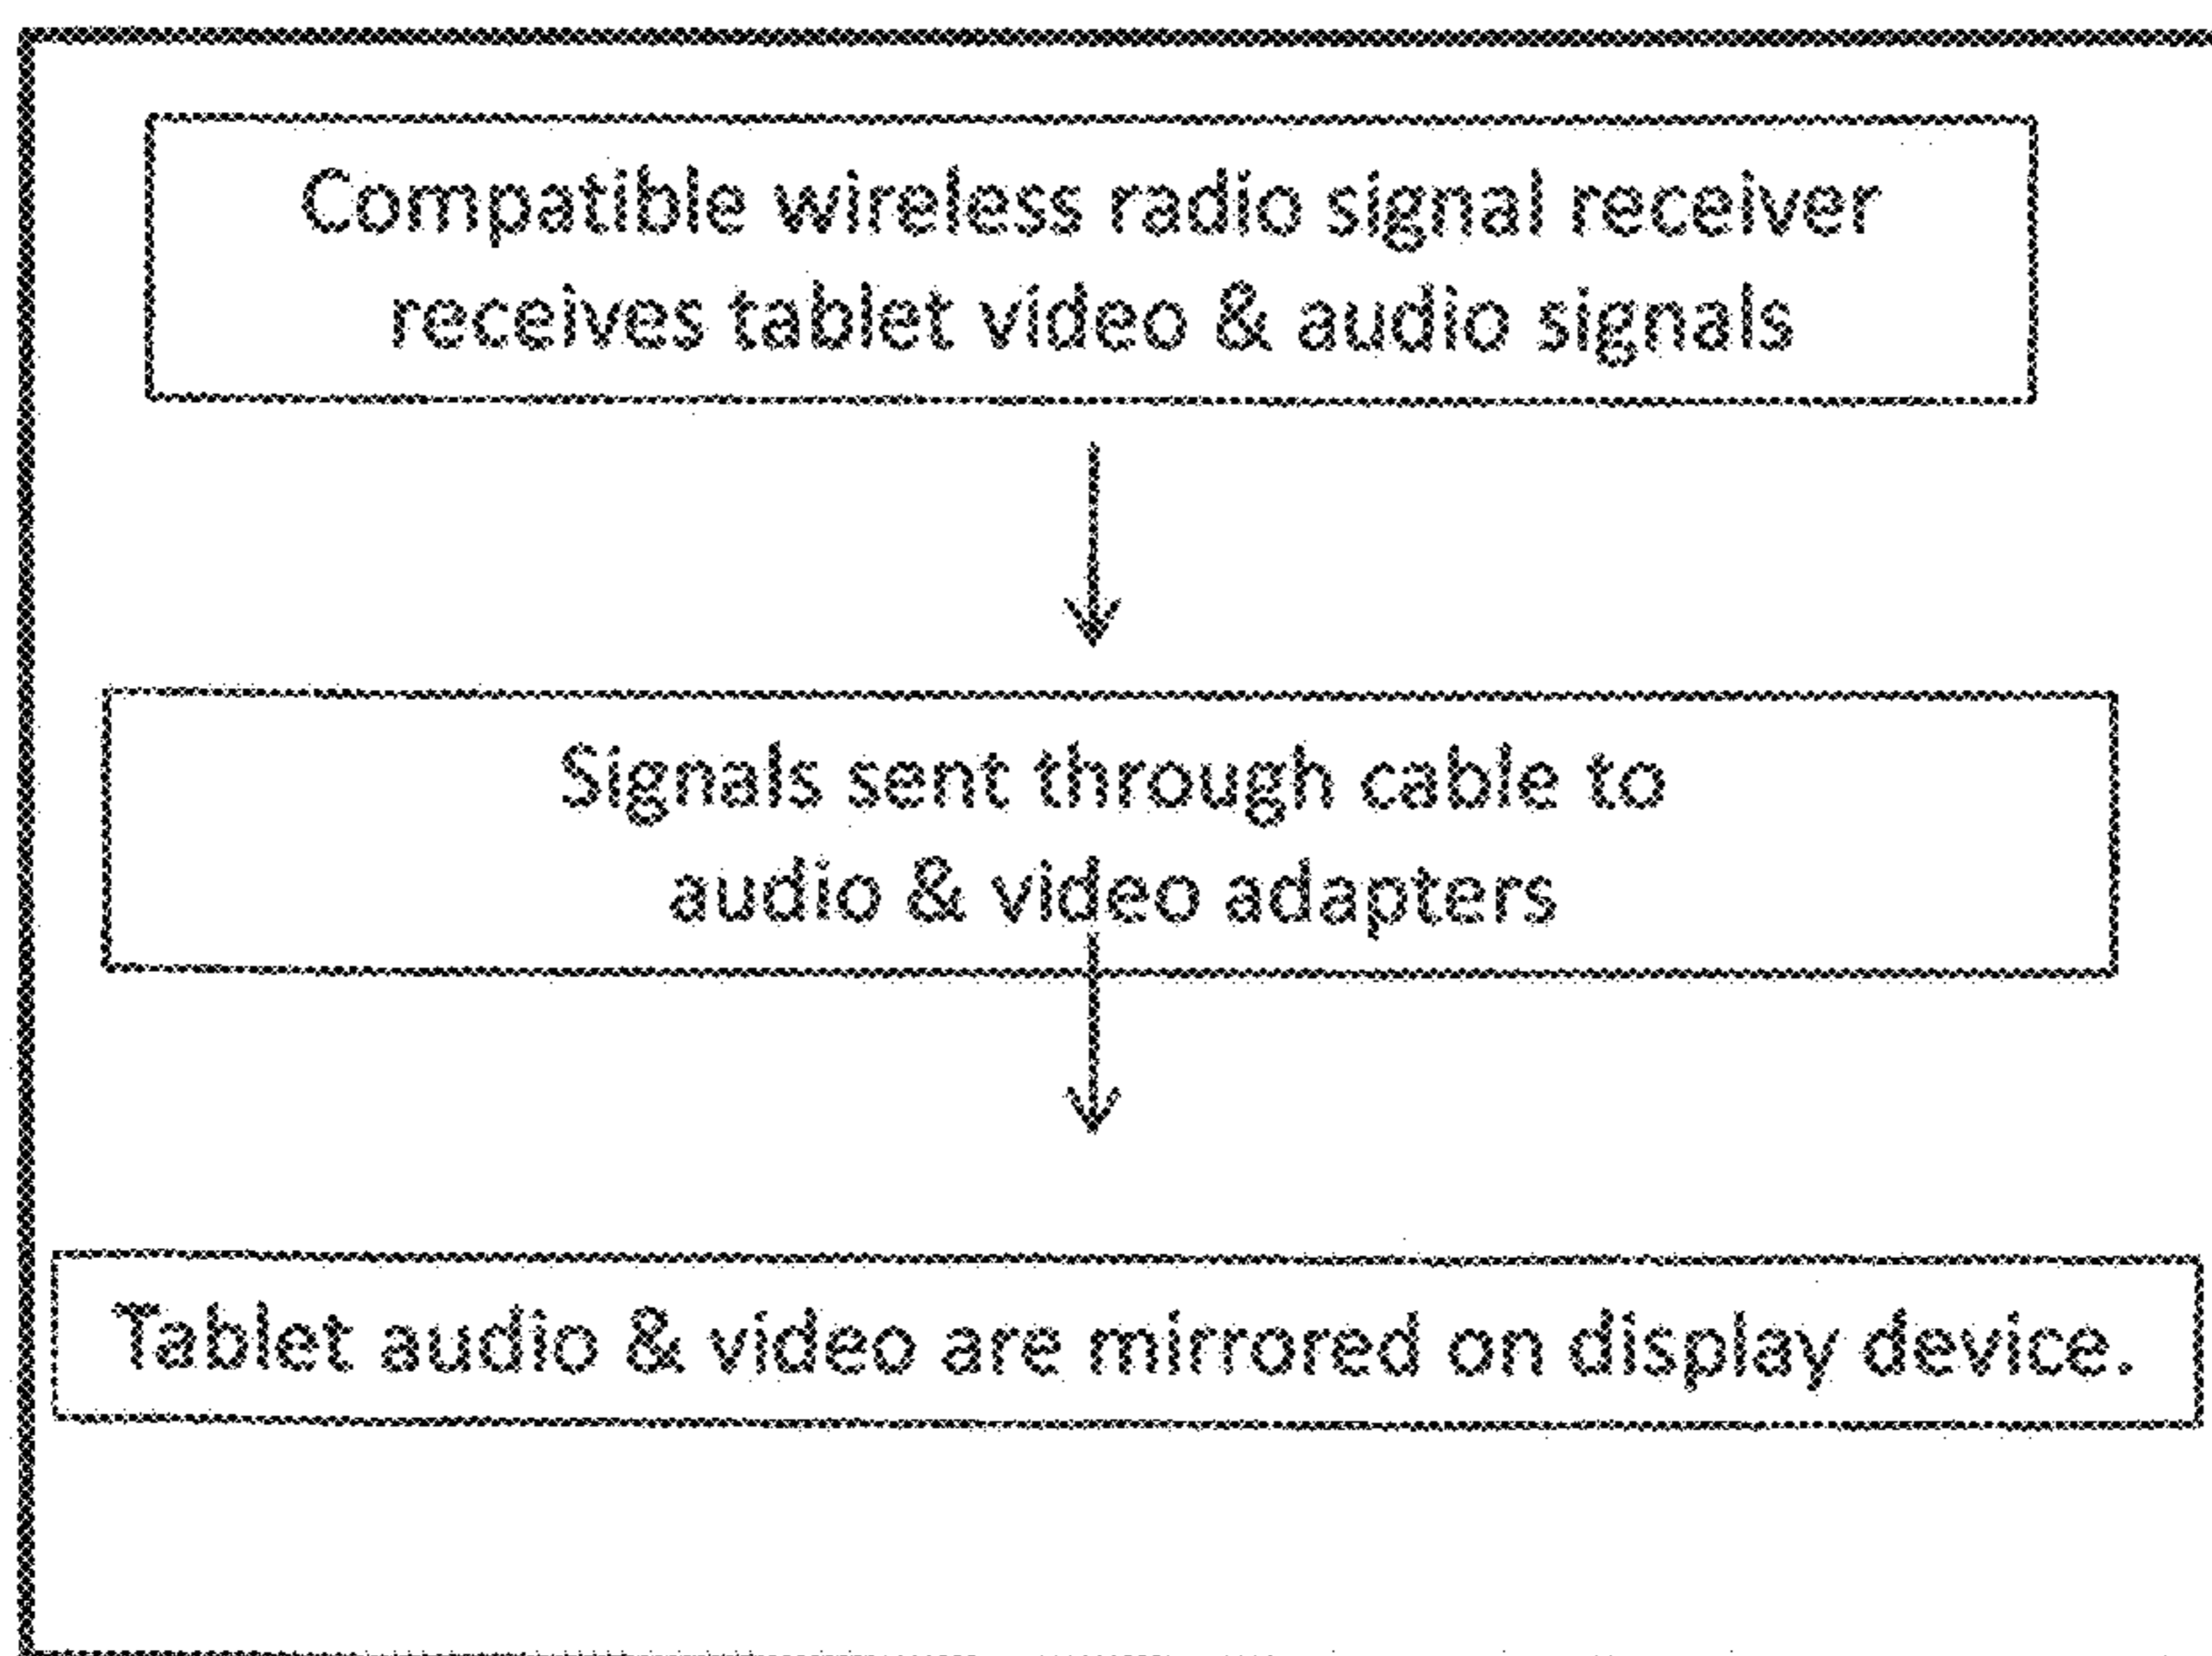 Compatible wireless radio signal receiver
receives tablet video & audio signals
Signals sent through cable to
audio & video adapters
Tablet audio & video are mirrored on display device.